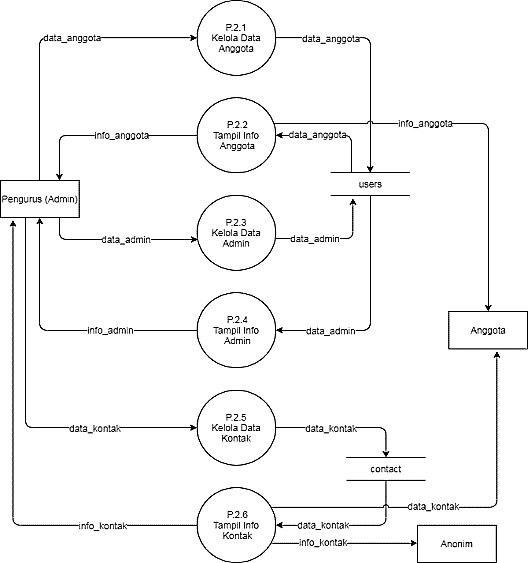 P.2.1
Kelola Data
Anggota
data_anggota
data_anggota
P.2.2
Tampil Info
Anggota
info_anggota
data_anggota
info_anggota
users
Pengurus (Admin)
P.2.3
Kelola Data
Admin
data_admin
data_admin
P.2.4
Tampil Info
Admin
info_admin
data_admin
Anggota
P.2.5
Kelola Data
Kontak
data_kontak
data_kontak
contact
P.2.6
Tampil Info
Kontak
info_kontak
data_kontak
data_kontak
info_kontak
Anonim